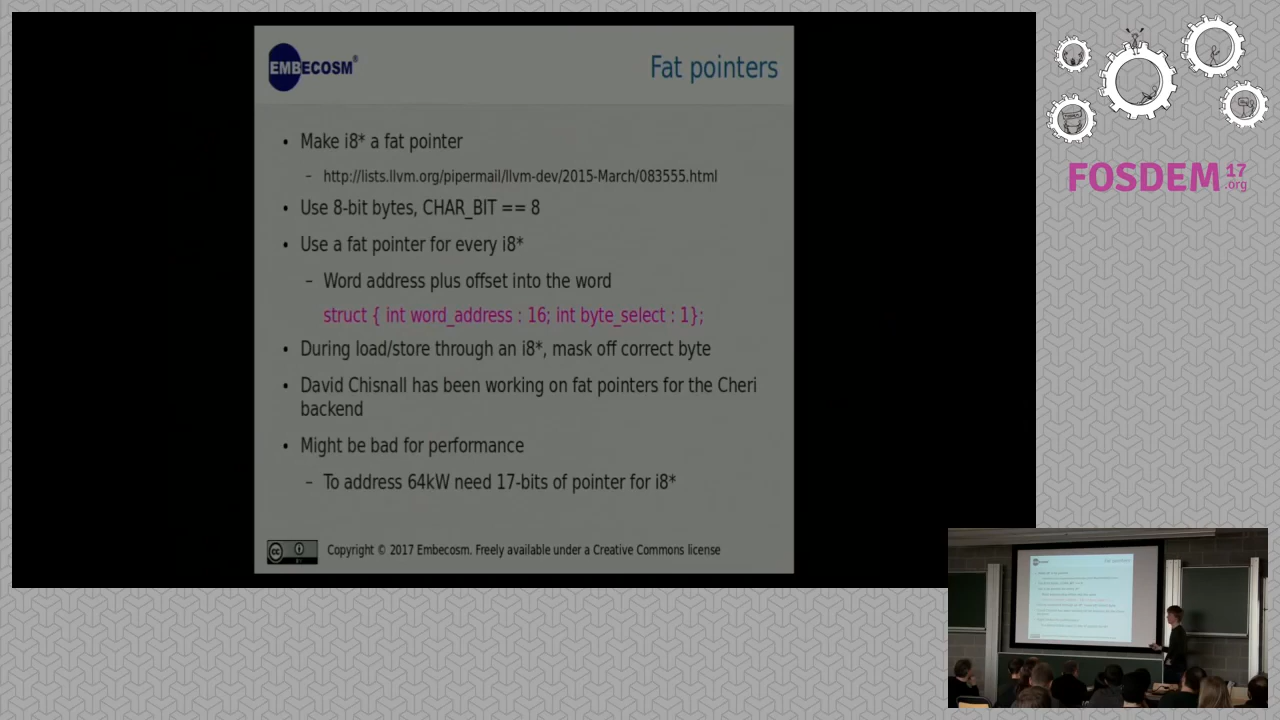 EMBECOSM®
Fat pointers
• Make i8* a fat pointer
– http://lists.llvm.org/pipermail/llvm-dev/2015-March/083555.html
• Use 8-bit bytes, CHAR_BIT == 8
• Use a fat pointer for every i8*
– Word address plus offset into the word
struct { int word_address : 16; int byte_select : 1};
• During load/store through an i8*, mask off correct byte
• David Chisnall has been working on fat pointers for the Cheri
backend
• Might be bad for performance
– To address 64kW need 17-bits of pointer for i8*
Copyright © 2017 Embecosm. Freely available under a Creative Commons license
FOSDEM 17
.org